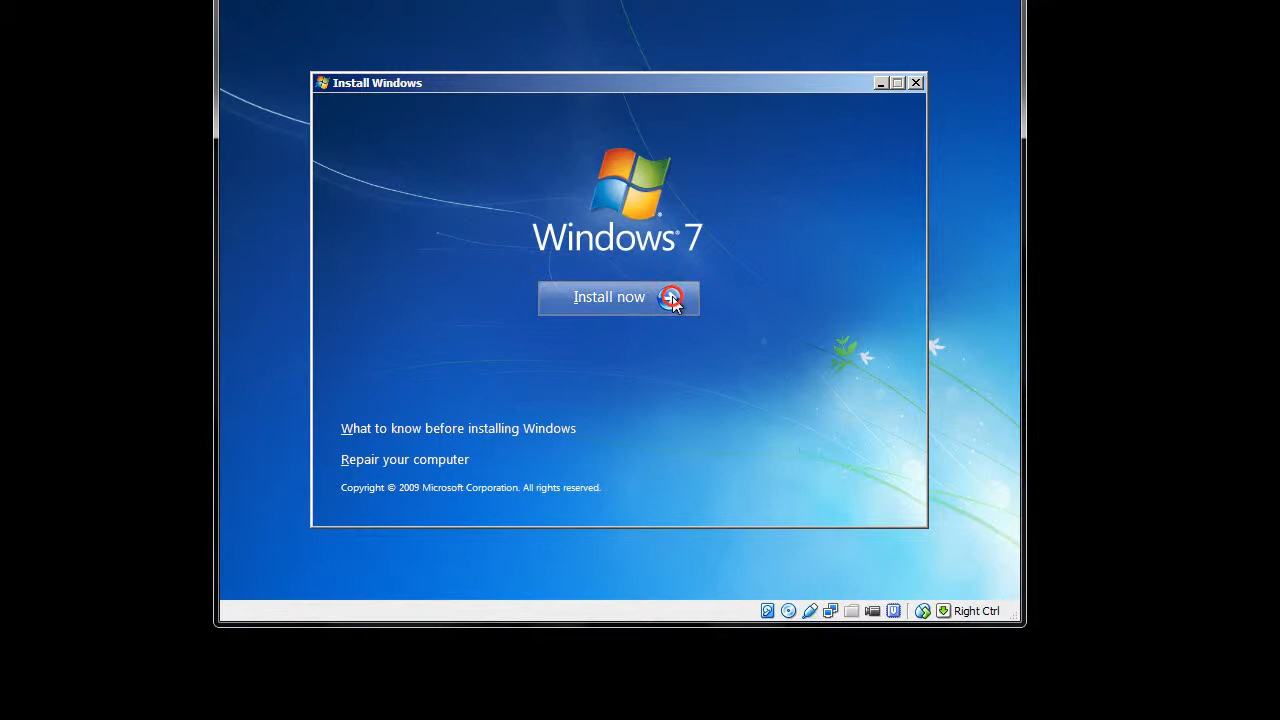 Install Windows
Windows® 7
Install now
What to know before installing Windows
Repair your computer
Copyright © 2009 Microsoft Corporation. All rights reserved.
Right Ctrl